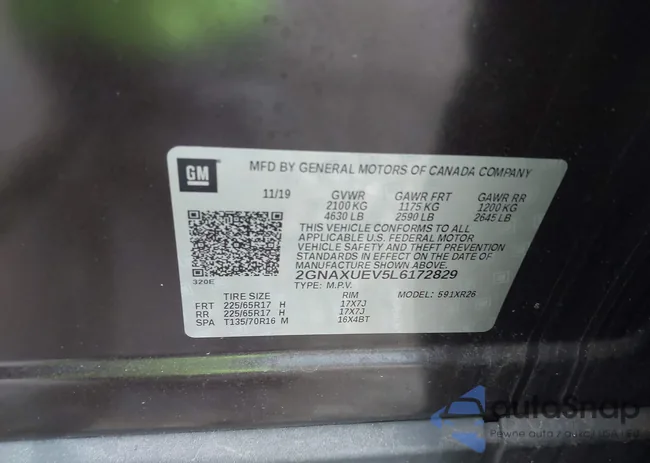 GM
MFD BY GENERAL MOTORS OF CANADA COMPANY
11/19 GVWR GAWR FRT GAWR RR
2100 KG 1175 KG 1200 KG
4630 LB 2590 LB 2645 LB
THIS VEHICLE CONFORMS TO ALL
APPLICABLE U.S. FEDERAL MOTOR
VEHICLE SAFETY AND THEFT PREVENTION
STANDARDS IN EFFECT ON THE DATE OF
MANUFACTURE SHOWN ABOVE.
2GNAXUEV5L6172829
320E
TYPE: M.P.V. MODEL: 591XR26
TIRE SIZE RIM
FRT 225/65R17 H 17X7J
RR 225/65R17 H 17X7J
SPA T135/70R16 M 16X4BT
autoSnap
Pewne auta z